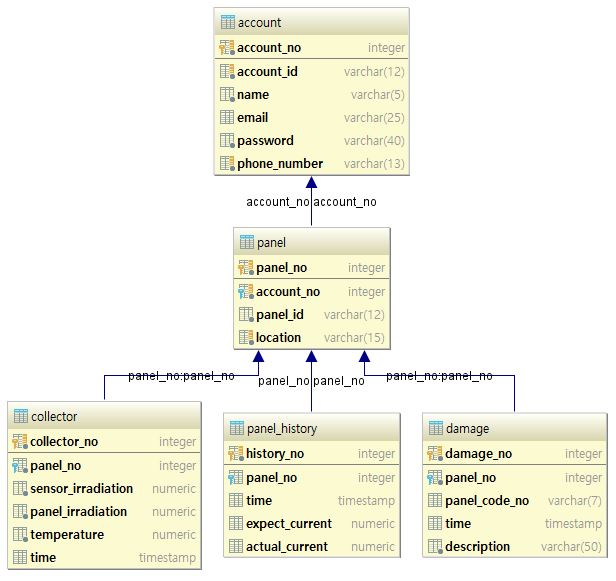 account
account_no integer
account_id varchar(12)
name varchar(5)
email varchar(25)
password varchar(40)
phone_number varchar(13)
account_no:account_no
panel
panel_no integer
account_no integer
panel_id varchar(12)
location varchar(15)
panel_no:panel_no
panel_no:panel_no
panel_no:panel_no
collector
collector_no integer
panel_no integer
sensor_irradiation numeric
panel_irradiation numeric
temperature numeric
time timestamp
panel_history
history_no integer
panel_no integer
time timestamp
expect_current numeric
actual_current numeric
damage
damage_no integer
panel_no integer
panel_code_no varchar(7)
time timestamp
description varchar(50)